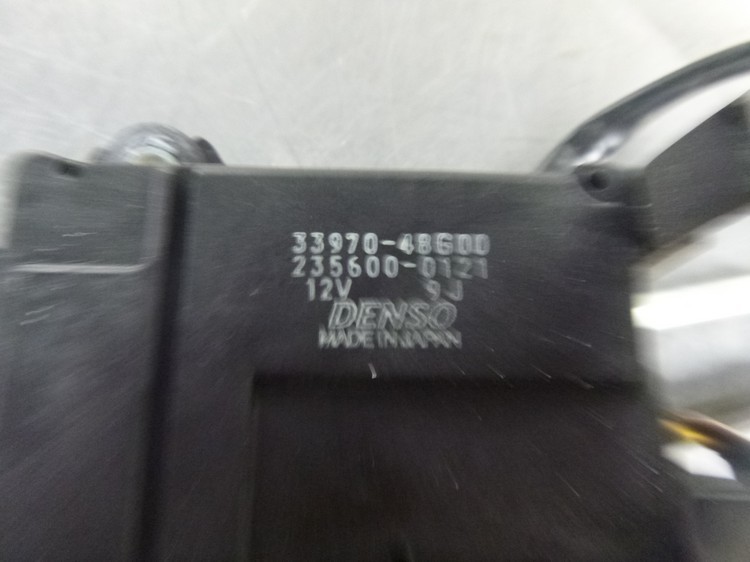 33970-48G00
235600-0121
12V 9J
DENSO
MADE IN JAPAN